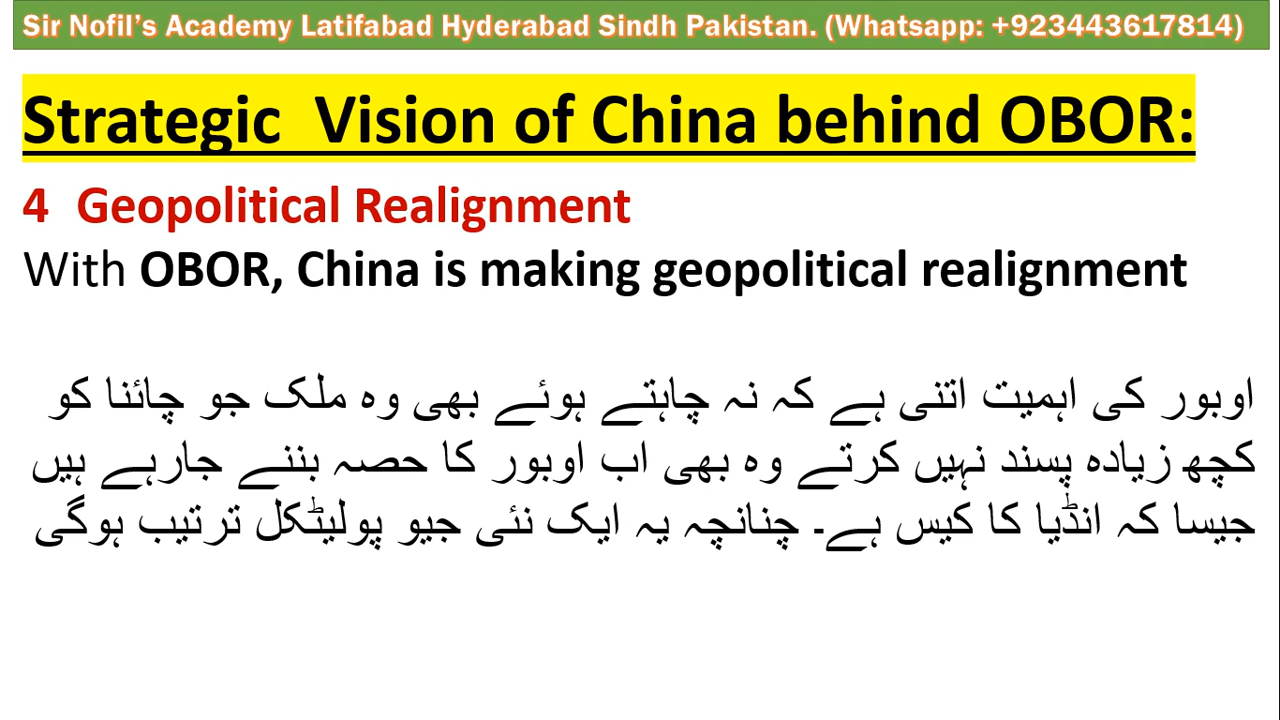 Sir Nofil’s Academy Latifabad Hyderabad Sindh Pakistan. (Whatsapp: +923443617814)
Strategic  Vision of China behind OBOR:
4  Geopolitical Realignment
With OBOR, China is making geopolitical realignment
اوبور کی اہمیت اتنی ہے کہ نہ چاہتے ہوئے بھی وہ ملک جو چائنا کو
کچھ زیادہ پسند نہیں کرتے وہ بھی اب اوبور کا حصہ بننے جارہے ہیں
جیسا کہ انڈیا کا کیس ہے۔ چنانچہ یہ ایک نئی جیو پولیٹکل ترتیب ہوگی